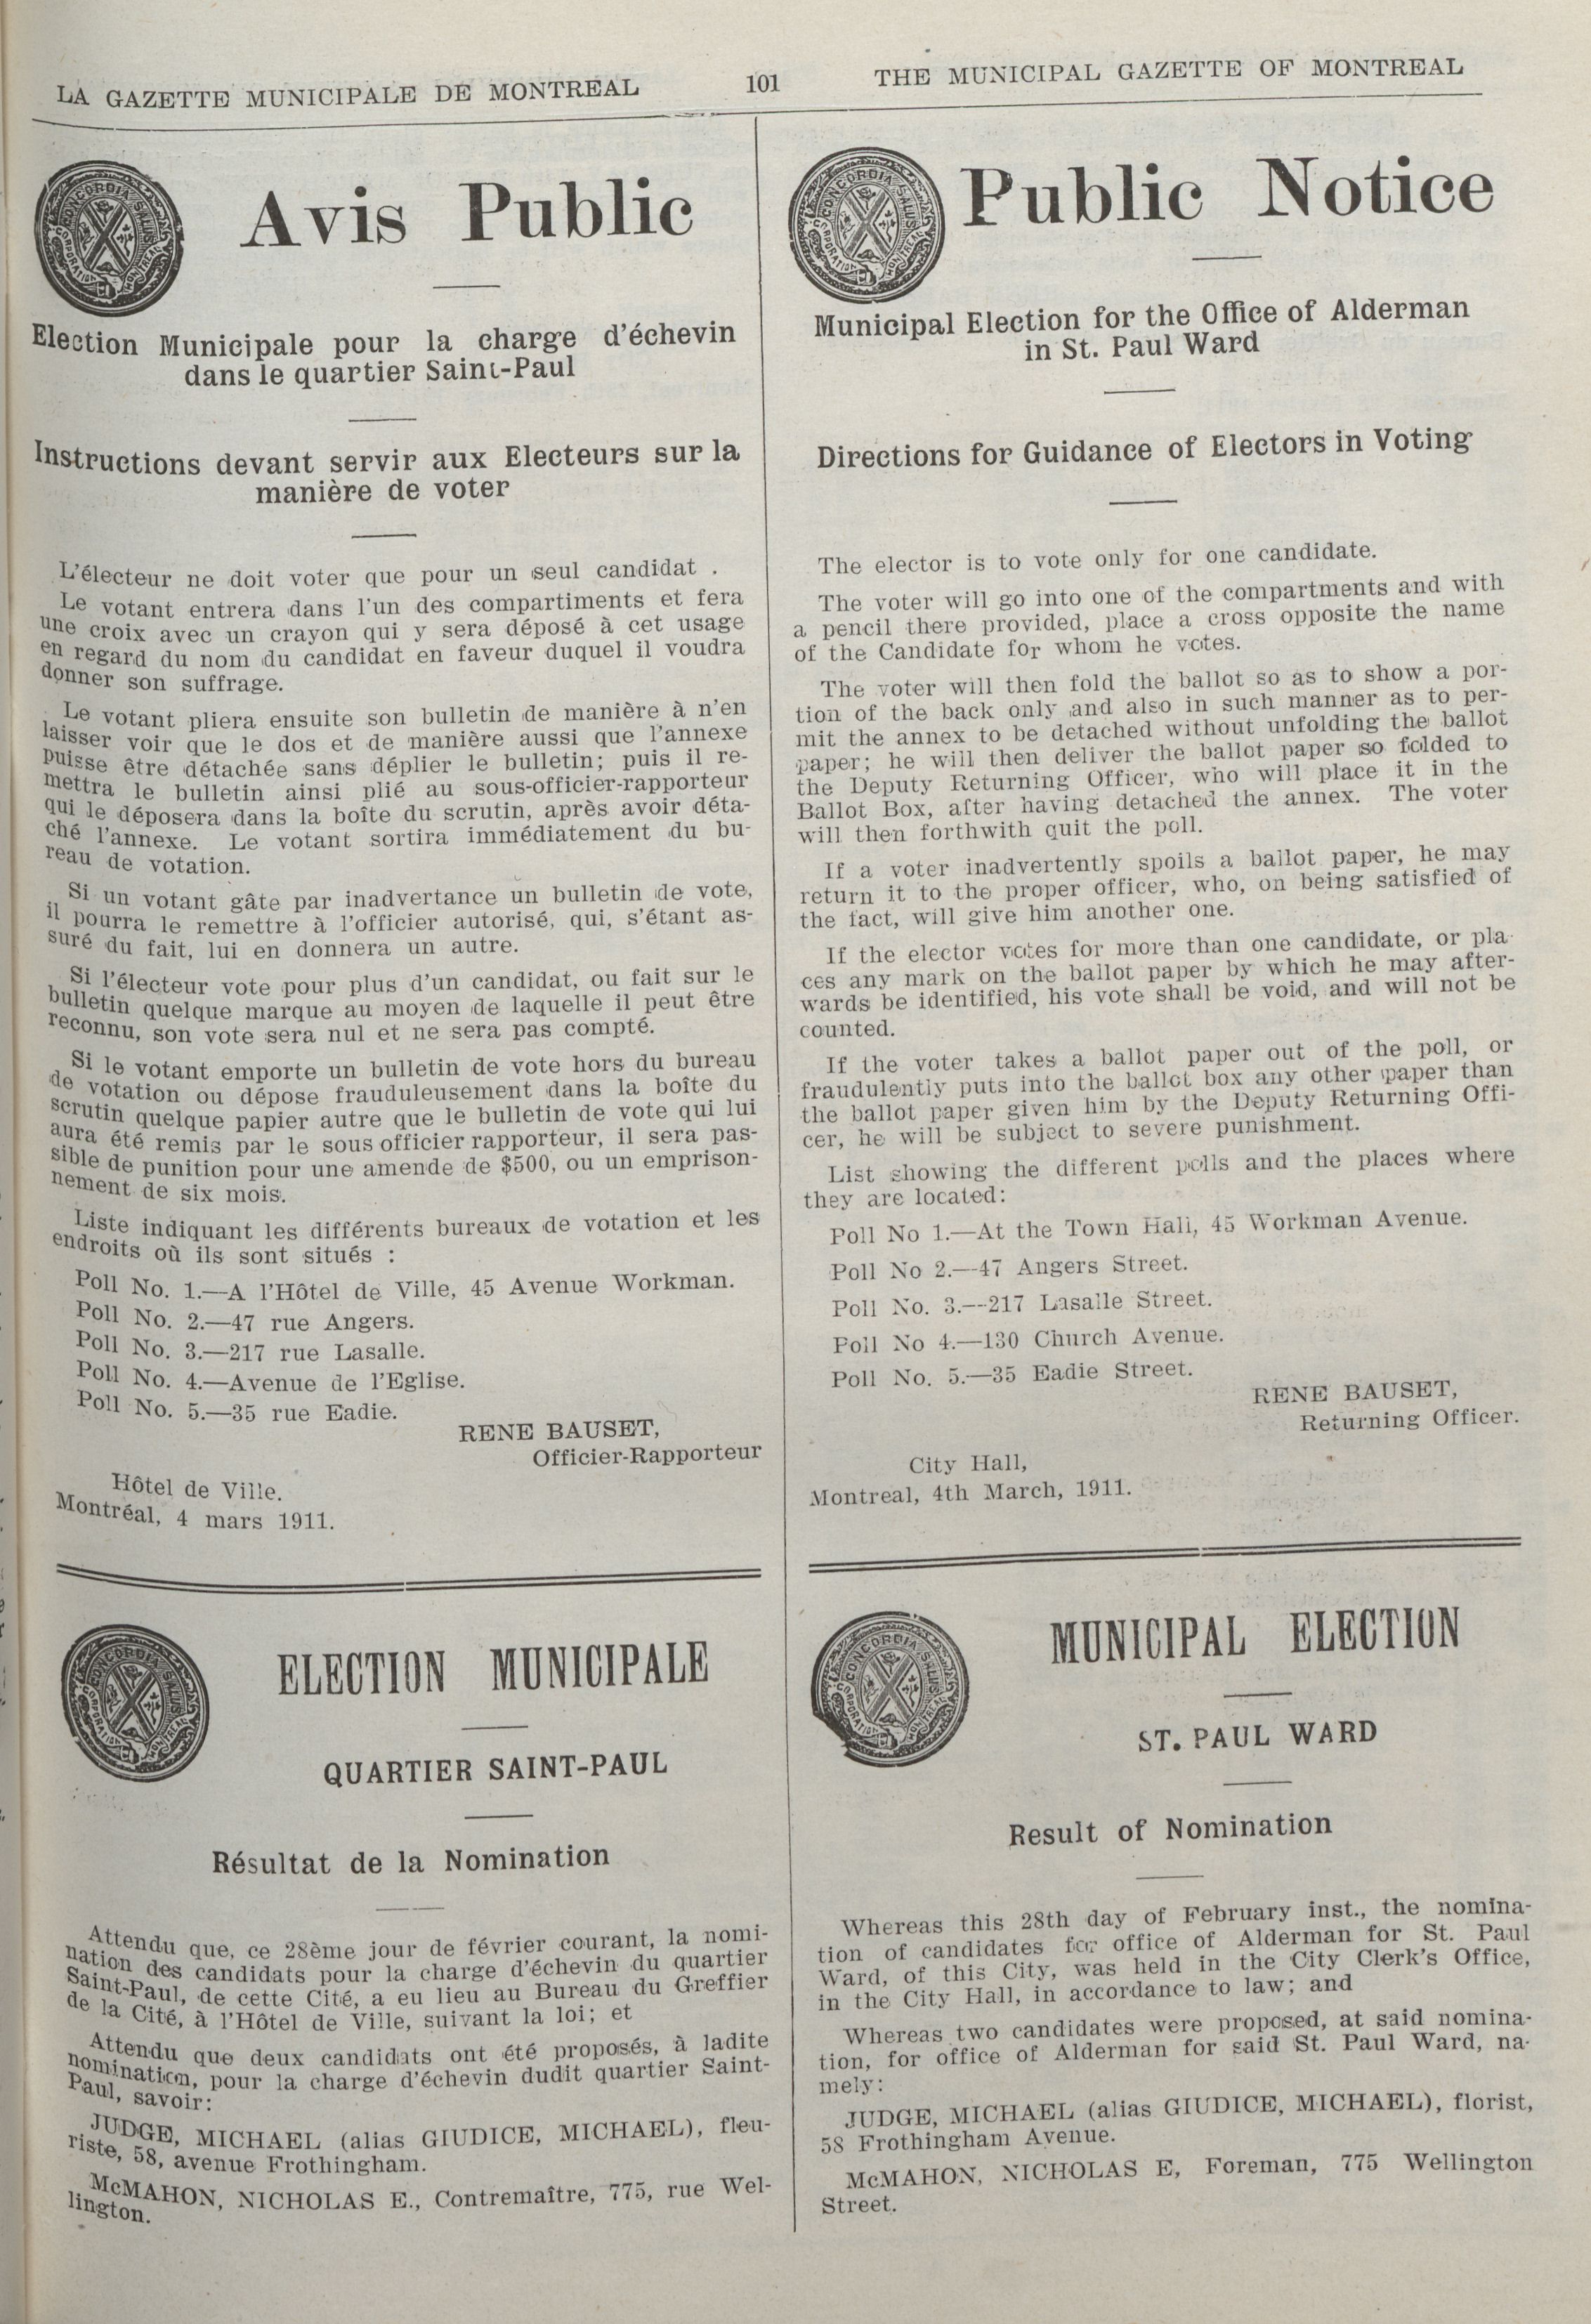 LA GAZETTE MUNICIPALE DE MONTREAL
101
THE MUNICIPAL GAZETTE OF MONTREAL
Avis Public
Election Municipale pour la charge d'échevin
dans le quartier Saint-Paul
Instructions devant servir aux Electeurs sur la
manière de voter
L'électeur ne doit voter que pour un seul candidat .
Le votant entrera dans l'un des compartiments et fera
une croix avec un crayon qui y sera déposé à cet usage
en regard du nom du candidat en faveur duquel il voudra
donner son suffrage.
Le votant pliera ensuite son bulletin de manière à n'en
laisser voir que le dos et de manière aussi que l'annexe
puisse être détachée sans déplier le bulletin; puis il re-
mettra le bulletin ainsi plié au sous-officier-rapporteur
qui le déposera dans la boîte du scrutin, après avoir déta-
ché l'annexe. Le votant sortira immédiatement du bu-
reau de votation.
Si un votant gâte par inadvertance un bulletin de vote,
il pourra le remettre à l'officier autorisé, qui, s'étant as-
suré du fait, lui en donnera un autre.
Si l'électeur vote pour plus d'un candidat, ou fait sur le
bulletin quelque marque au moyen de laquelle il peut être
reconnu, son vote sera nul et ne sera pas compté.
Si le votant emporte un bulletin de vote hors du bureau
de votation ou dépose frauduleusement dans la boîte du
scrutin quelque papier autre que le bulletin de vote qui lui
aura été remis par le sous officier rapporteur, il sera pas-
sible de punition pour une amende de $500, ou un emprison-
nement de six mois.
Liste indiquant les différents bureaux de votation et les
endroits où ils sont situés :
Poll No. 1.—A l'Hôtel de Ville, 45 Avenue Workman.
Poll No. 2.—47 rue Angers.
Poll No. 3.—217 rue Lasalle.
Poll No. 4.—Avenue de l'Eglise.
Poll No. 5.—35 rue Eadie.
RENE BAUSET,
Officier-Rapporteur
Hôtel de Ville.
Montréal, 4 mars 1911.
CONCORDIA SALUS
CORPORATION MONTREAL
ELECTION MUNICIPALE
QUARTIER SAINT-PAUL
Résultat de la Nomination
Attendu que, ce 28ème jour de février courant, la nomi-
nation des candidats pour la charge d'échevin du quartier
Saint-Paul, de cette Cité, a eu lieu au Bureau du Greffier
de la Cité, à l'Hôtel de Ville, suivant la loi; et
Attendu que deux candidats ont été proposés, à ladite
nomination, pour la charge d'échevin dudit quartier Saint-
Paul, savoir:
JUDGE, MICHAEL (alias GIUDICE, MICHAEL), fleu-
riste, 58, avenue Frothingham.
McMAHON, NICHOLAS E., Contremaître, 775, rue Wel-
lington.
Public Notice
Municipal Election for the Office of Alderman
in St. Paul Ward
Directions for Guidance of Electors in Voting
The elector is to vote only for one candidate.
The voter will go into one of the compartments and with
a pencil there provided, place a cross opposite the name
of the Candidate for whom he votes.
The voter will then fold the ballot so as to show a por-
tion of the back only and also in such manner as to per-
mit the annex to be detached without unfolding the ballot
paper; he will then deliver the ballot paper so folded to
the Deputy Returning Officer, who will place it in the
Ballot Box, after having detached the annex. The voter
will then forthwith quit the poll.
If a voter inadvertently spoils a ballot paper, he may
return it to the proper officer, who, on being satisfied of
the fact, will give him another one.
If the elector votes for more than one candidate, or pla-
ces any mark on the ballot paper by which he may after-
wards be identified, his vote shall be void, and will not be
counted.
If the voter takes a ballot paper out of the poll, or
fraudulently puts into the ballot box any other paper than
the ballot paper given him by the Deputy Returning Offi-
cer, he will be subject to severe punishment.
List showing the different polls and the places where
they are located:
Poll No 1.—At the Town Hall, 45 Workman Avenue.
Poll No 2.—47 Angers Street.
Poll No. 3.—217 Lasalle Street.
Poll No 4.—130 Church Avenue.
Poll No. 5.—35 Eadie Street.
RENE BAUSET,
Returning Officer.
City Hall,
Montreal, 4th March, 1911.
MUNICIPAL ELECTION
ST. PAUL WARD
Result of Nomination
Whereas this 28th day of February inst., the nomina-
tion of candidates for office of Alderman for St. Paul
Ward, of this City, was held in the City Clerk's Office,
in the City Hall, in accordance to law; and
Whereas two candidates were proposed, at said nomina-
tion, for office of Alderman for said St. Paul Ward, na-
mely:
JUDGE, MICHAEL (alias GIUDICE, MICHAEL), florist,
58 Frothingham Avenue.
McMAHON, NICHOLAS E, Foreman, 775 Wellington
Street.